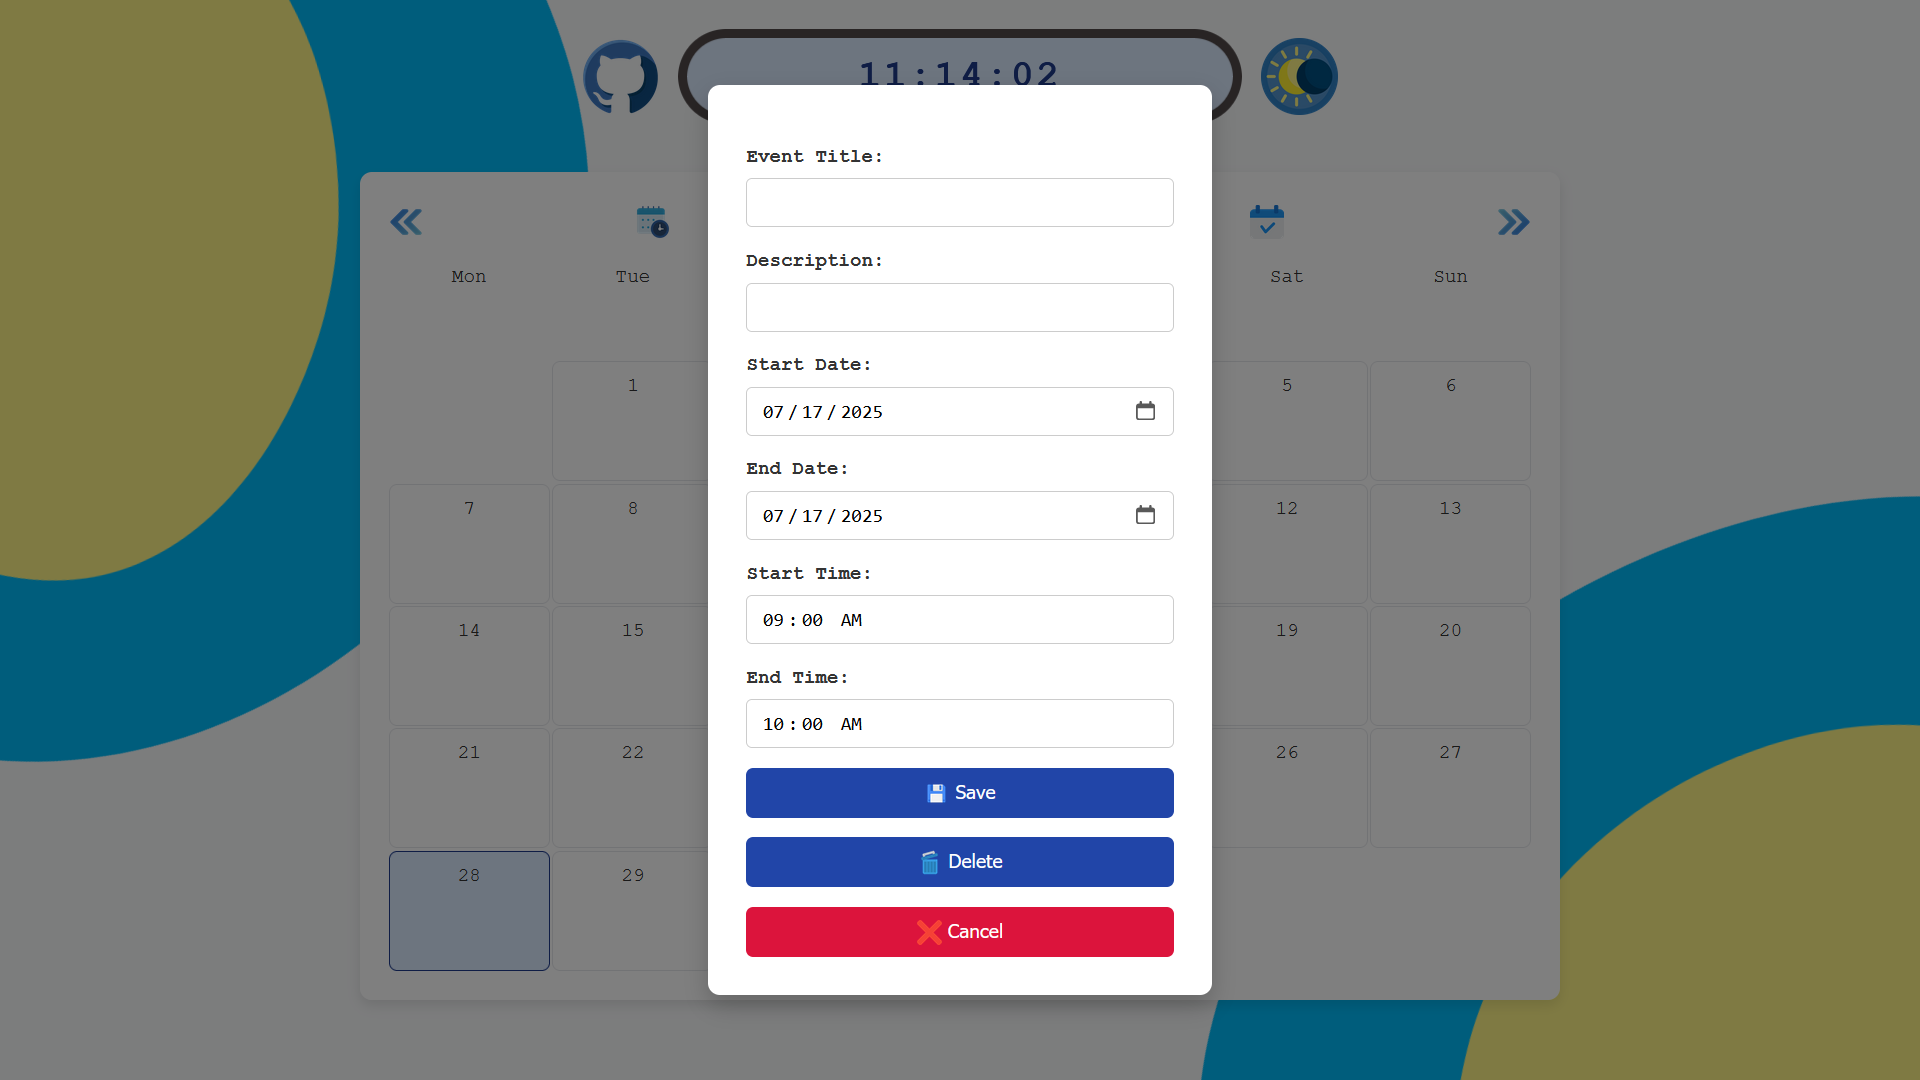 11:14:02
Event Title:
Description:
Start Date:
07/17/2025
End Date:
07/17/2025
Start Time:
09:00 AM
End Time:
10:00 AM
Save
Delete
Cancel
Mon Tue Sat Sun
1 5 6
7 8 12 13
14 15 19 20
21 22 26 27
28 29